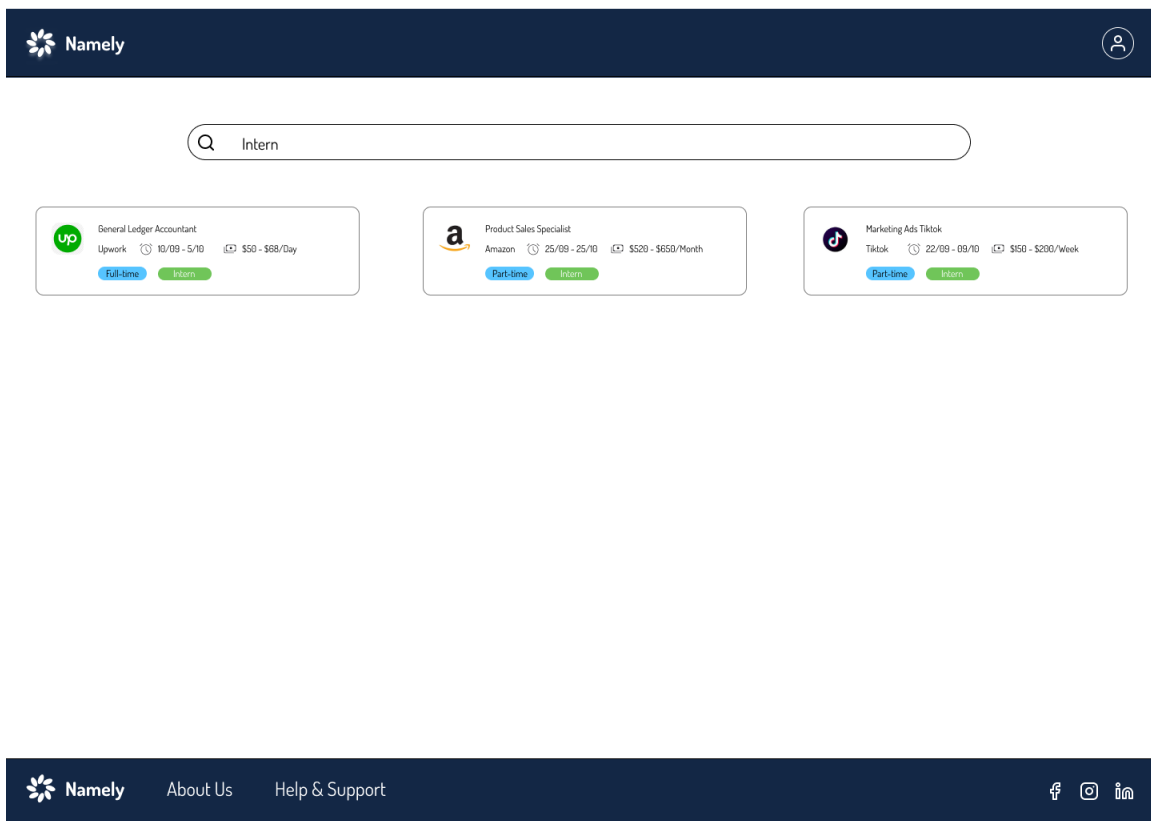 Namely
Intern
General Ledger Accountant
Upwork 10/09 - 5/10 $50 - $68/Day
Full-time Intern
Product Sales Specialist
Amazon 25/09 - 25/10 $520 - $650/Month
Part-time Intern
Marketing Ads Tiktok
Tiktok 22/09 - 09/10 $150 - $200/Week
Part-time Intern
Namely About Us Help & Support